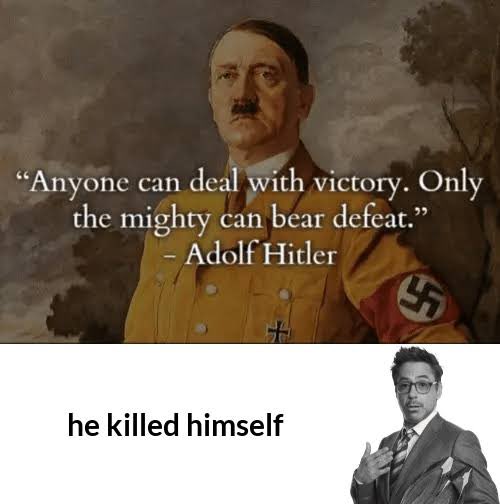 “Anyone can deal with victory. Only
the mighty can bear defeat.”
– Adolf Hitler
he killed himself